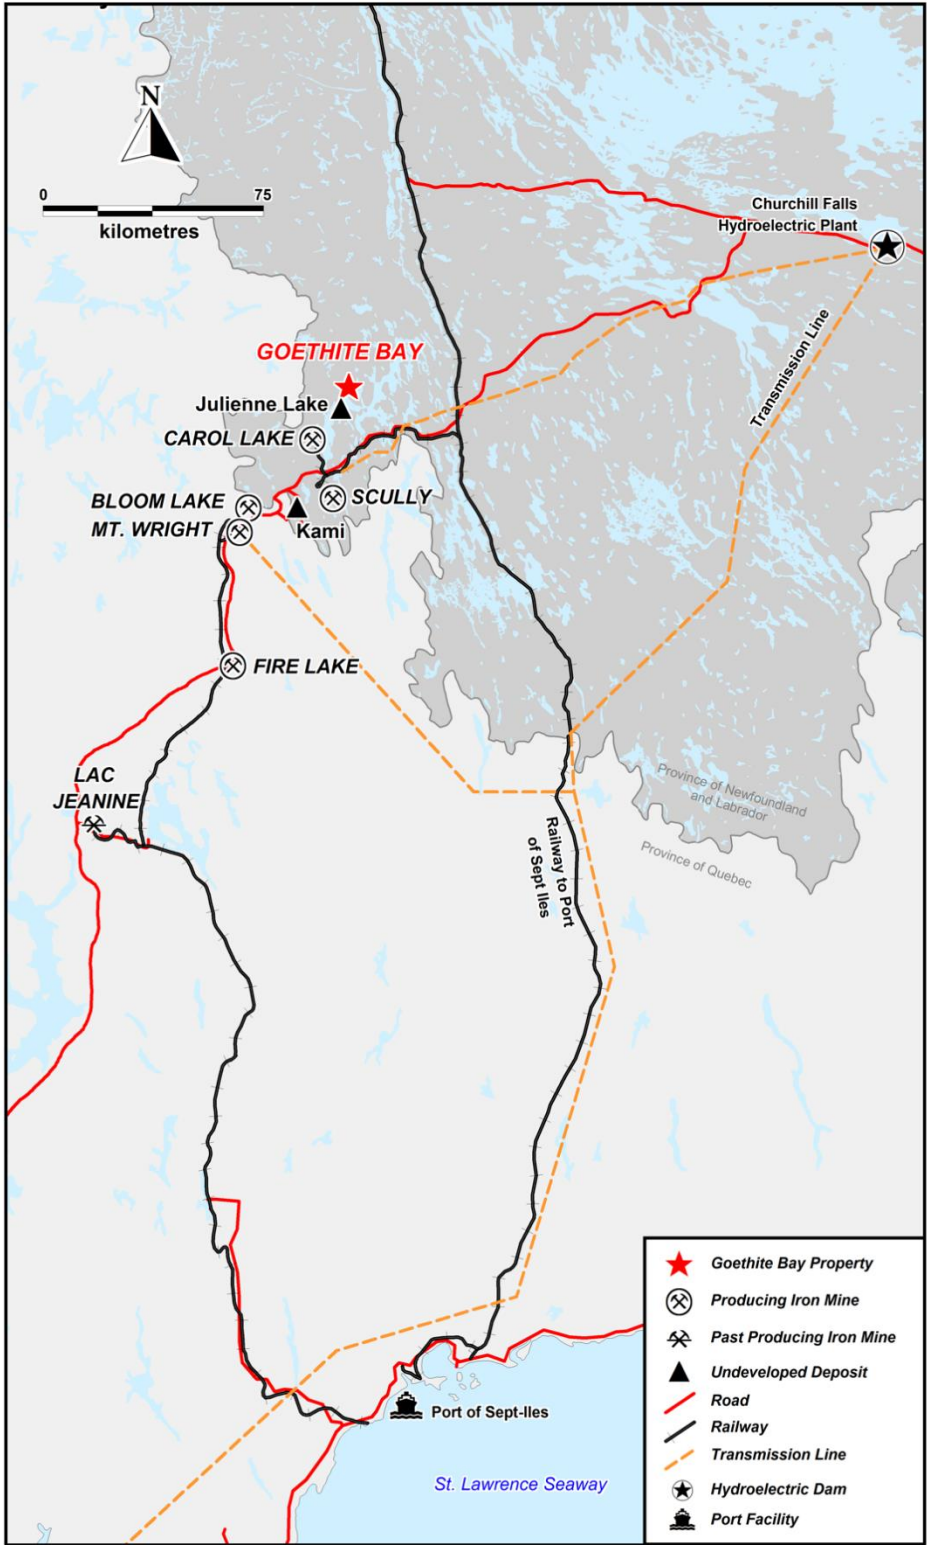 N
0 75
kilometres
Churchill Falls
Hydroelectric Plant
Transmission Line
GOETHITE BAY
Julienne Lake
CAROL LAKE
BLOOM LAKE
SCULLY
MT. WRIGHT
Kami
FIRE LAKE
LAC
JEANINE
Province of Newfoundland
and Labrador
Province of Quebec
Railway to Port
of Sept Iles
Port of Sept-Iles
St. Lawrence Seaway
Goethite Bay Property
Producing Iron Mine
Past Producing Iron Mine
Undeveloped Deposit
Road
Railway
Transmission Line
Hydroelectric Dam
Port Facility